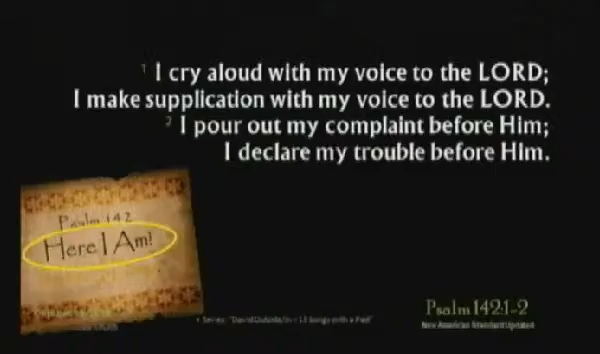 1 I cry aloud with my voice to the LORD;
I make supplication with my voice to the LORD.
2 I pour out my complaint before Him;
I declare my trouble before Him.
Psalm 142
Here I Am!
Psalm 142:1-2
New American Standard Updated